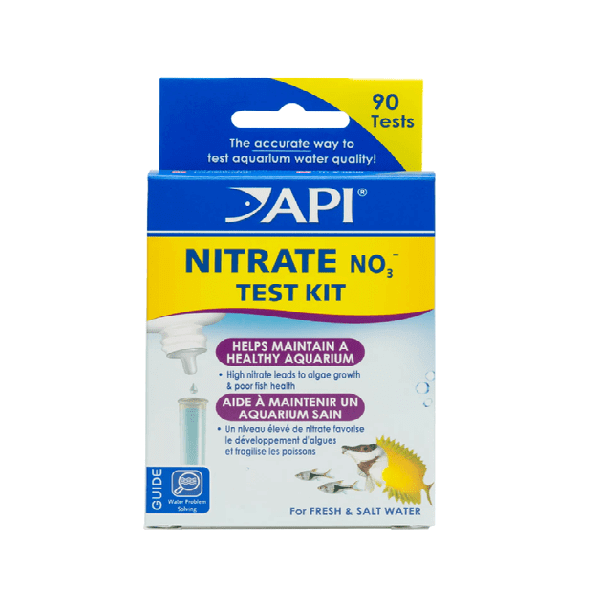 90
Tests
The accurate way to
test aquarium water quality!
API®
NITRATE NO₃⁻
TEST KIT
HELPS MAINTAIN A
HEALTHY AQUARIUM
• High nitrate leads to algae growth
& poor fish health
AIDE À MAINTENIR UN
AQUARIUM SAIN
• Un niveau élevé de nitrate favorise
le développement d'algues
et fragilise les poissons
GUIDE
Water Problem
Solving
For FRESH & SALT WATER